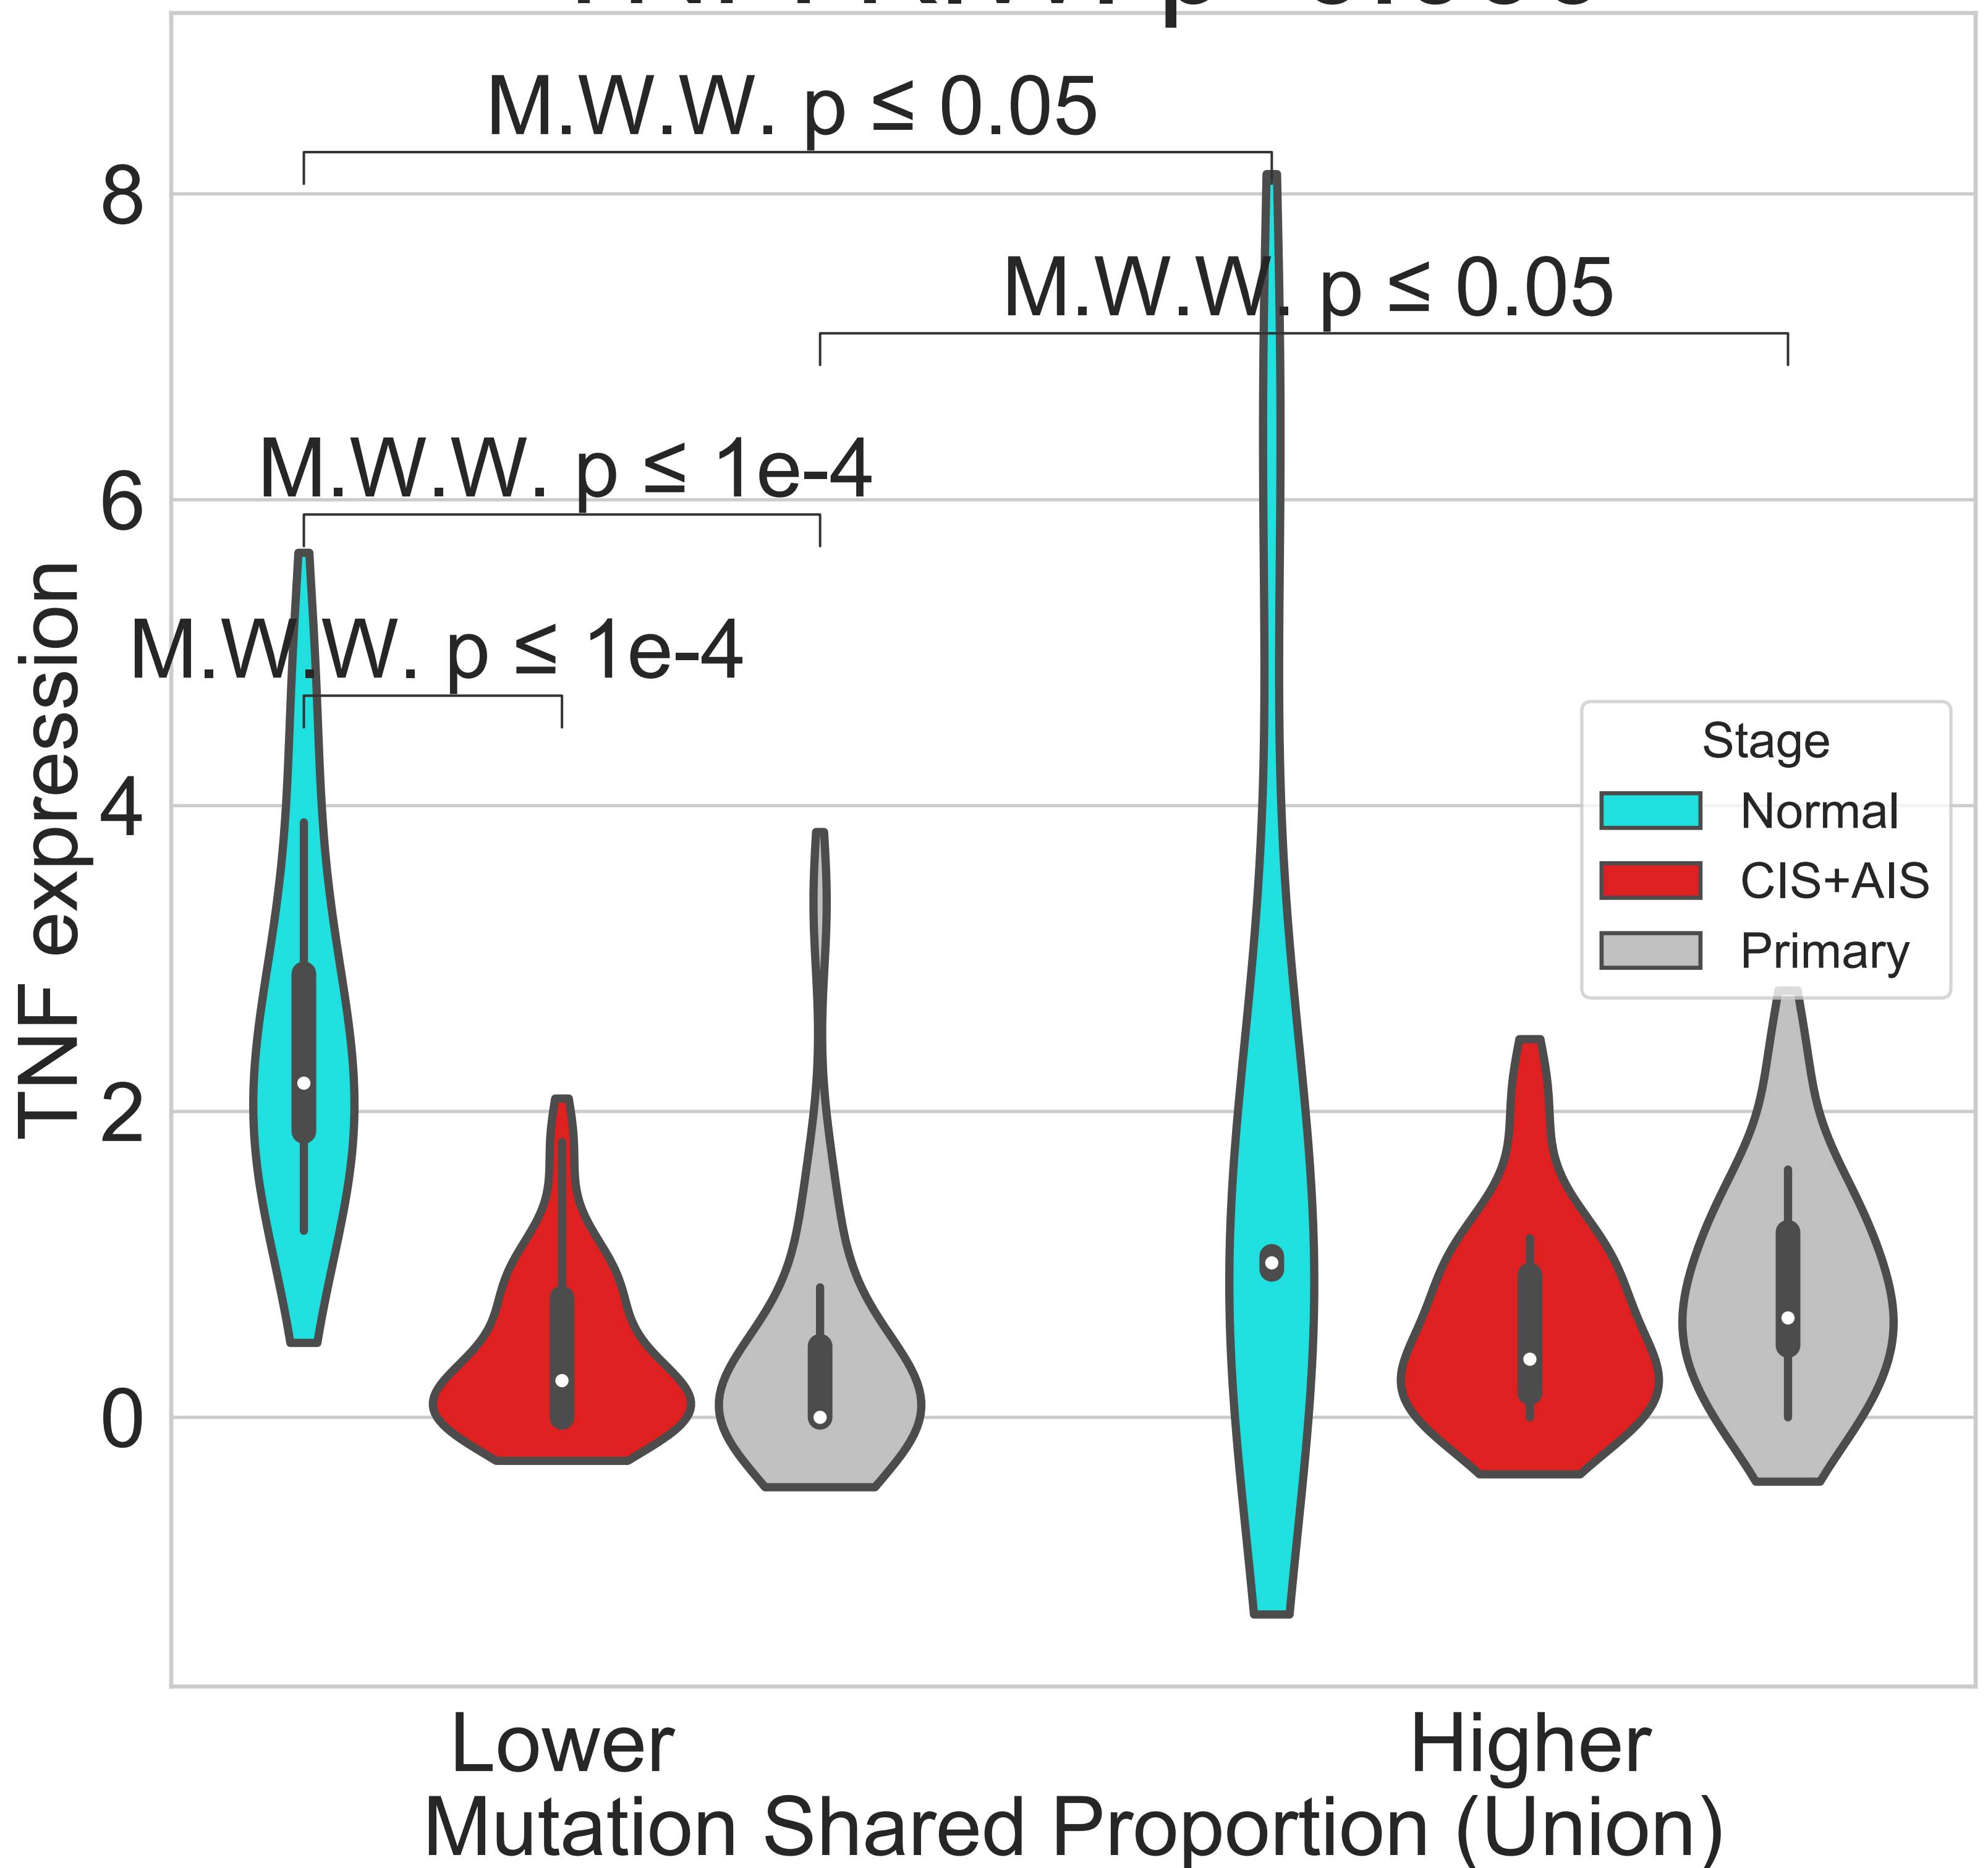 M.W.W. p ≤ 0.05
8
M.W.W. p ≤ 0.05
M.W.W. p ≤ 1e-4
6
M.W.W. p ≤ 1e-4
TNF expression
Stage
Normal
CIS+AIS
Primary
4
2
0
Lower
Higher
Mutation Shared Proportion (Union)